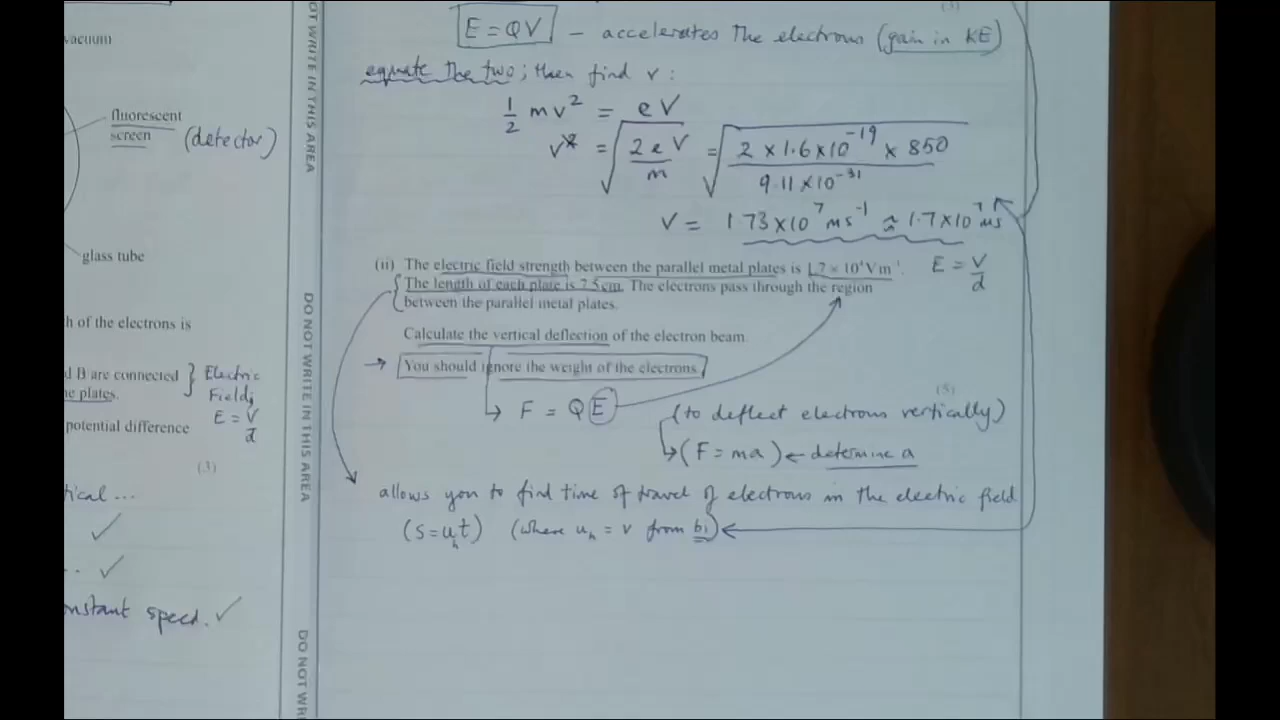 vacuum
fluorescent
screen
(detector)
glass tube
h of the electrons is
d B are connected
e plates.
Electric
Field,
E = V/d
potential difference
(3)
tical ...
✓
.. ✓
nstant speed. ✓
OT WRITE IN THIS AREA
DO NOT WRITE IN THIS AREA
DO NOT WRI
(3)
E = QV – accelerates the electrons (gain in KE)
equate the two; then find v :
1/2 mv² = eV
v = √(2eV/m) = √(2 × 1.6×10⁻¹⁹ × 850 / 9.11×10⁻³¹)
V = 1.73×10⁷ ms⁻¹ ≈ 1.7×10⁷ ms
(ii) The electric field strength between the parallel metal plates is 1.7 × 10⁴ V m⁻¹.
E = V/d
The length of each plate is 7.5 cm. The electrons pass through the region
between the parallel metal plates.
Calculate the vertical deflection of the electron beam.
→ You should ignore the weight of the electrons.
(5)
↳ F = QE (to deflect electrons vertically)
↳ (F = ma) ← determine a
allows you to find time of travel of electrons in the electric field
(s = uₕt) (where uₕ = v from bi)